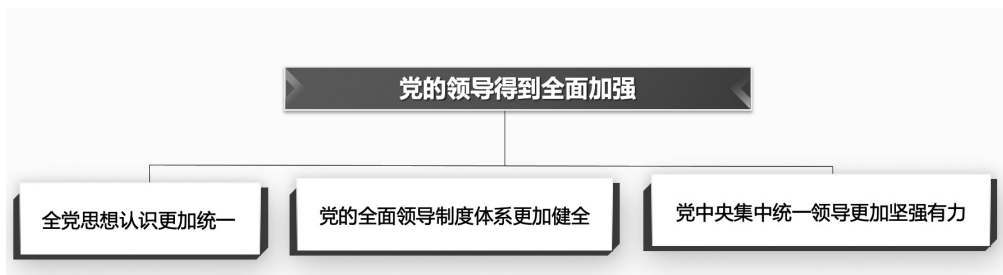 党的领导得到全面加强
全党思想认识更加统一
党的全面领导制度体系更加健全
党中央集中统一领导更加坚强有力